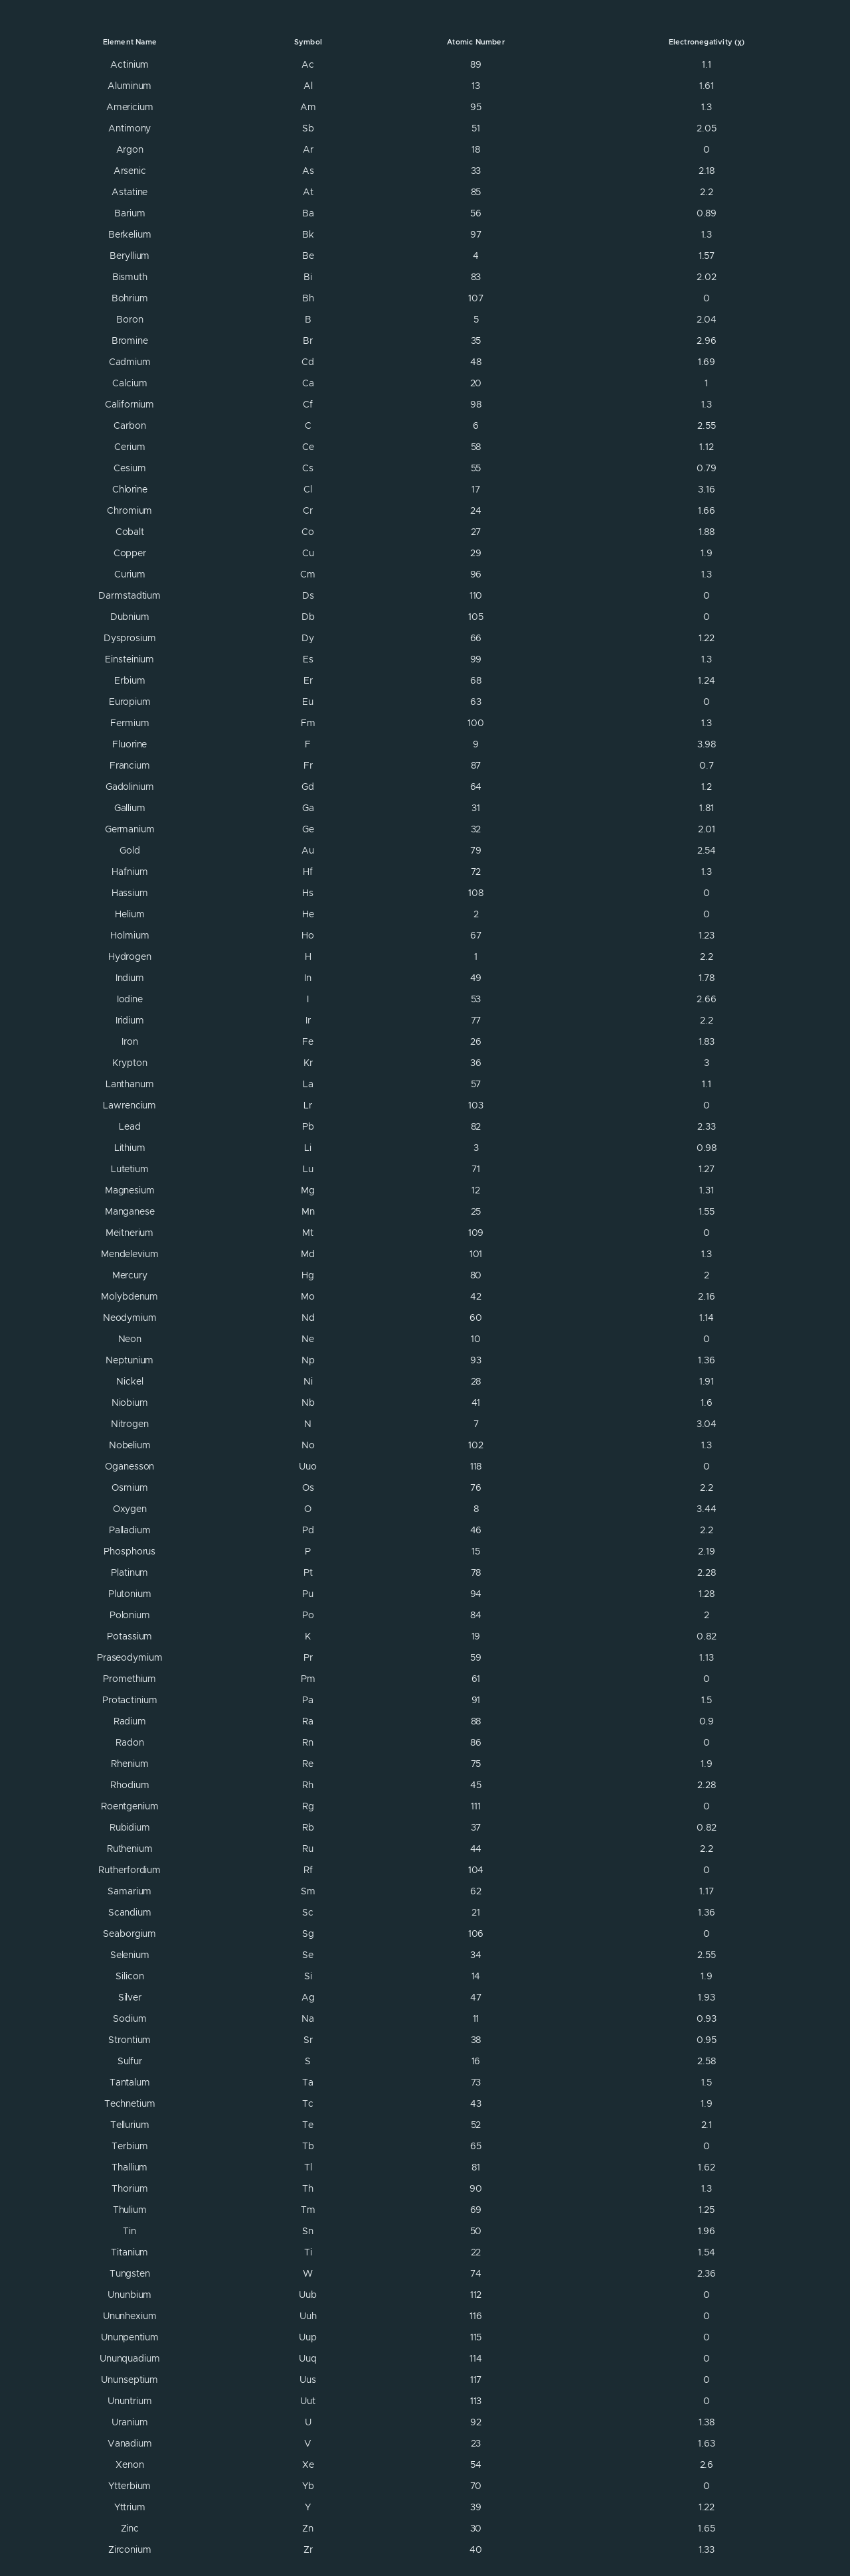 Element Name Symbol Atomic Number Electronegativity (χ)
Actinium Ac 89 1.1
Aluminum Al 13 1.61
Americium Am 95 1.3
Antimony Sb 51 2.05
Argon Ar 18 0
Arsenic As 33 2.18
Astatine At 85 2.2
Barium Ba 56 0.89
Berkelium Bk 97 1.3
Beryllium Be 4 1.57
Bismuth Bi 83 2.02
Bohrium Bh 107 0
Boron B 5 2.04
Bromine Br 35 2.96
Cadmium Cd 48 1.69
Calcium Ca 20 1
Californium Cf 98 1.3
Carbon C 6 2.55
Cerium Ce 58 1.12
Cesium Cs 55 0.79
Chlorine Cl 17 3.16
Chromium Cr 24 1.66
Cobalt Co 27 1.88
Copper Cu 29 1.9
Curium Cm 96 1.3
Darmstadtium Ds 110 0
Dubnium Db 105 0
Dysprosium Dy 66 1.22
Einsteinium Es 99 1.3
Erbium Er 68 1.24
Europium Eu 63 0
Fermium Fm 100 1.3
Fluorine F 9 3.98
Francium Fr 87 0.7
Gadolinium Gd 64 1.2
Gallium Ga 31 1.81
Germanium Ge 32 2.01
Gold Au 79 2.54
Hafnium Hf 72 1.3
Hassium Hs 108 0
Helium He 2 0
Holmium Ho 67 1.23
Hydrogen H 1 2.2
Indium In 49 1.78
Iodine I 53 2.66
Iridium Ir 77 2.2
Iron Fe 26 1.83
Krypton Kr 36 3
Lanthanum La 57 1.1
Lawrencium Lr 103 0
Lead Pb 82 2.33
Lithium Li 3 0.98
Lutetium Lu 71 1.27
Magnesium Mg 12 1.31
Manganese Mn 25 1.55
Meitnerium Mt 109 0
Mendelevium Md 101 1.3
Mercury Hg 80 2
Molybdenum Mo 42 2.16
Neodymium Nd 60 1.14
Neon Ne 10 0
Neptunium Np 93 1.36
Nickel Ni 28 1.91
Niobium Nb 41 1.6
Nitrogen N 7 3.04
Nobelium No 102 1.3
Oganesson Uuo 118 0
Osmium Os 76 2.2
Oxygen O 8 3.44
Palladium Pd 46 2.2
Phosphorus P 15 2.19
Platinum Pt 78 2.28
Plutonium Pu 94 1.28
Polonium Po 84 2
Potassium K 19 0.82
Praseodymium Pr 59 1.13
Promethium Pm 61 0
Protactinium Pa 91 1.5
Radium Ra 88 0.9
Radon Rn 86 0
Rhenium Re 75 1.9
Rhodium Rh 45 2.28
Roentgenium Rg 111 0
Rubidium Rb 37 0.82
Ruthenium Ru 44 2.2
Rutherfordium Rf 104 0
Samarium Sm 62 1.17
Scandium Sc 21 1.36
Seaborgium Sg 106 0
Selenium Se 34 2.55
Silicon Si 14 1.9
Silver Ag 47 1.93
Sodium Na 11 0.93
Strontium Sr 38 0.95
Sulfur S 16 2.58
Tantalum Ta 73 1.5
Technetium Tc 43 1.9
Tellurium Te 52 2.1
Terbium Tb 65 0
Thallium Tl 81 1.62
Thorium Th 90 1.3
Thulium Tm 69 1.25
Tin Sn 50 1.96
Titanium Ti 22 1.54
Tungsten W 74 2.36
Ununbium Uub 112 0
Ununhexium Uuh 116 0
Ununpentium Uup 115 0
Ununquadium Uuq 114 0
Ununseptium Uus 117 0
Ununtrium Uut 113 0
Uranium U 92 1.38
Vanadium V 23 1.63
Xenon Xe 54 2.6
Ytterbium Yb 70 0
Yttrium Y 39 1.22
Zinc Zn 30 1.65
Zirconium Zr 40 1.33